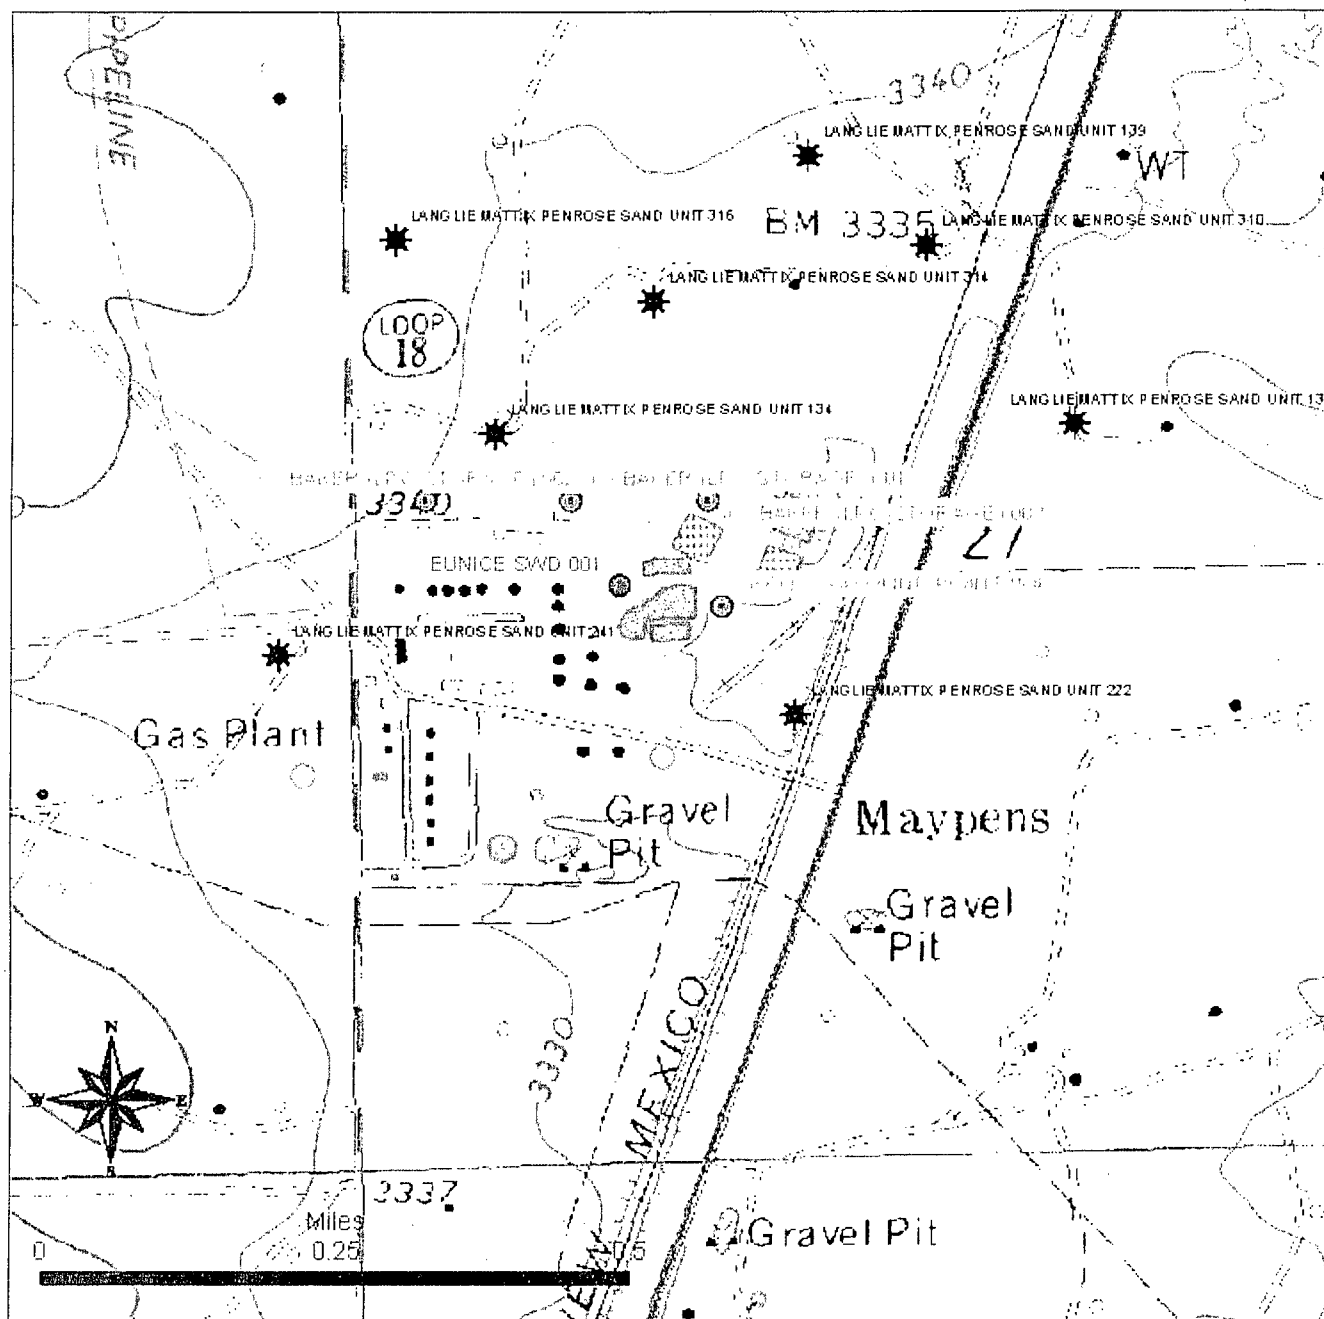 PIPELINE
3340
LANGLIE MATTIX PENROSE SAND UNIT 139
WT
LANGLIE MATTIX PENROSE SAND UNIT 316
BM 3335
LANGLIE MATTIX PENROSE SAND UNIT 310
LANGLIE MATTIX PENROSE SAND UNIT 314
LOOP
18
LANGLIE MATTIX PENROSE SAND UNIT 13
LANGLIE MATTIX PENROSE SAND UNIT 134
3340
21
EUNICE SWD 001
LANGLIE MATTIX PENROSE SAND UNIT 241
LANGLIE MATTIX PENROSE SAND UNIT 222
Gas Plant
Gravel
Pit
Maypens
Gravel
Pit
NEW MEXICO
3330
N
W
E
S
3337
Miles
0
0.25
0.5
Gravel Pit